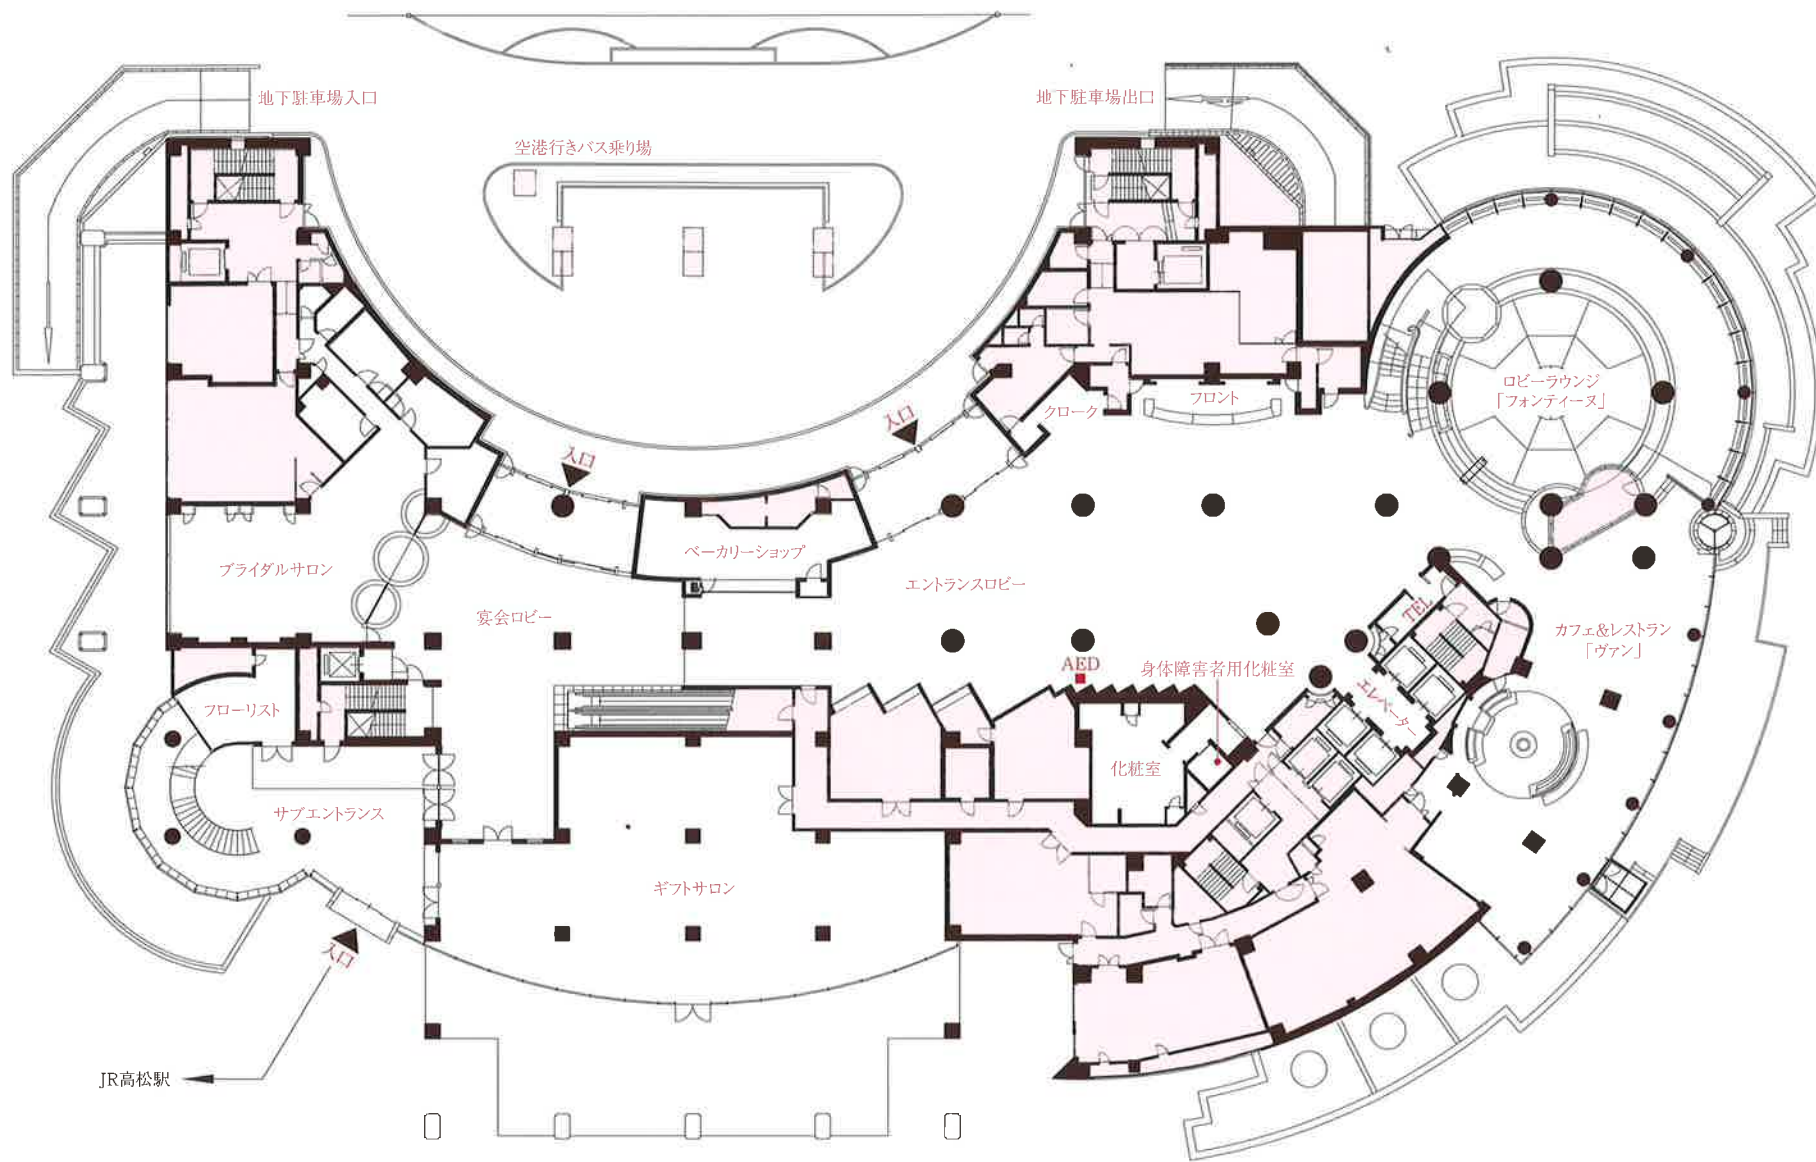 地下駐車場入口
地下駐車場出口
空港行きバス乗り場
ロビーラウンジ
「フォンティーヌ」
フロント
クローク
入口
入口
ベーカリーショップ
ブライダルサロン
エントランスロビー
宴会ロビー
TEL
カフェ&レストラン
「ヴァン」
AED
身体障害者用化粧室
エレベーター
フローリスト
化粧室
サブエントランス
ギフトサロン
入口
JR高松駅